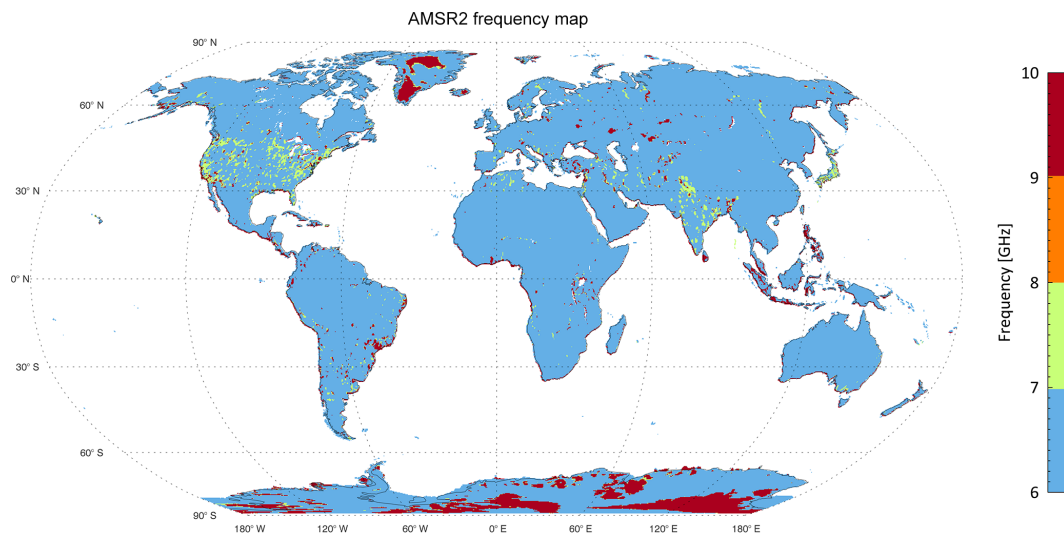 AMSR2 frequency map
90° N
60° N
30° N
0° N
30° S
60° S
90° S
180° W
120° W
60° W
0° E
60° E
120° E
180° E
10
9
8
7
6
Frequency [GHz]